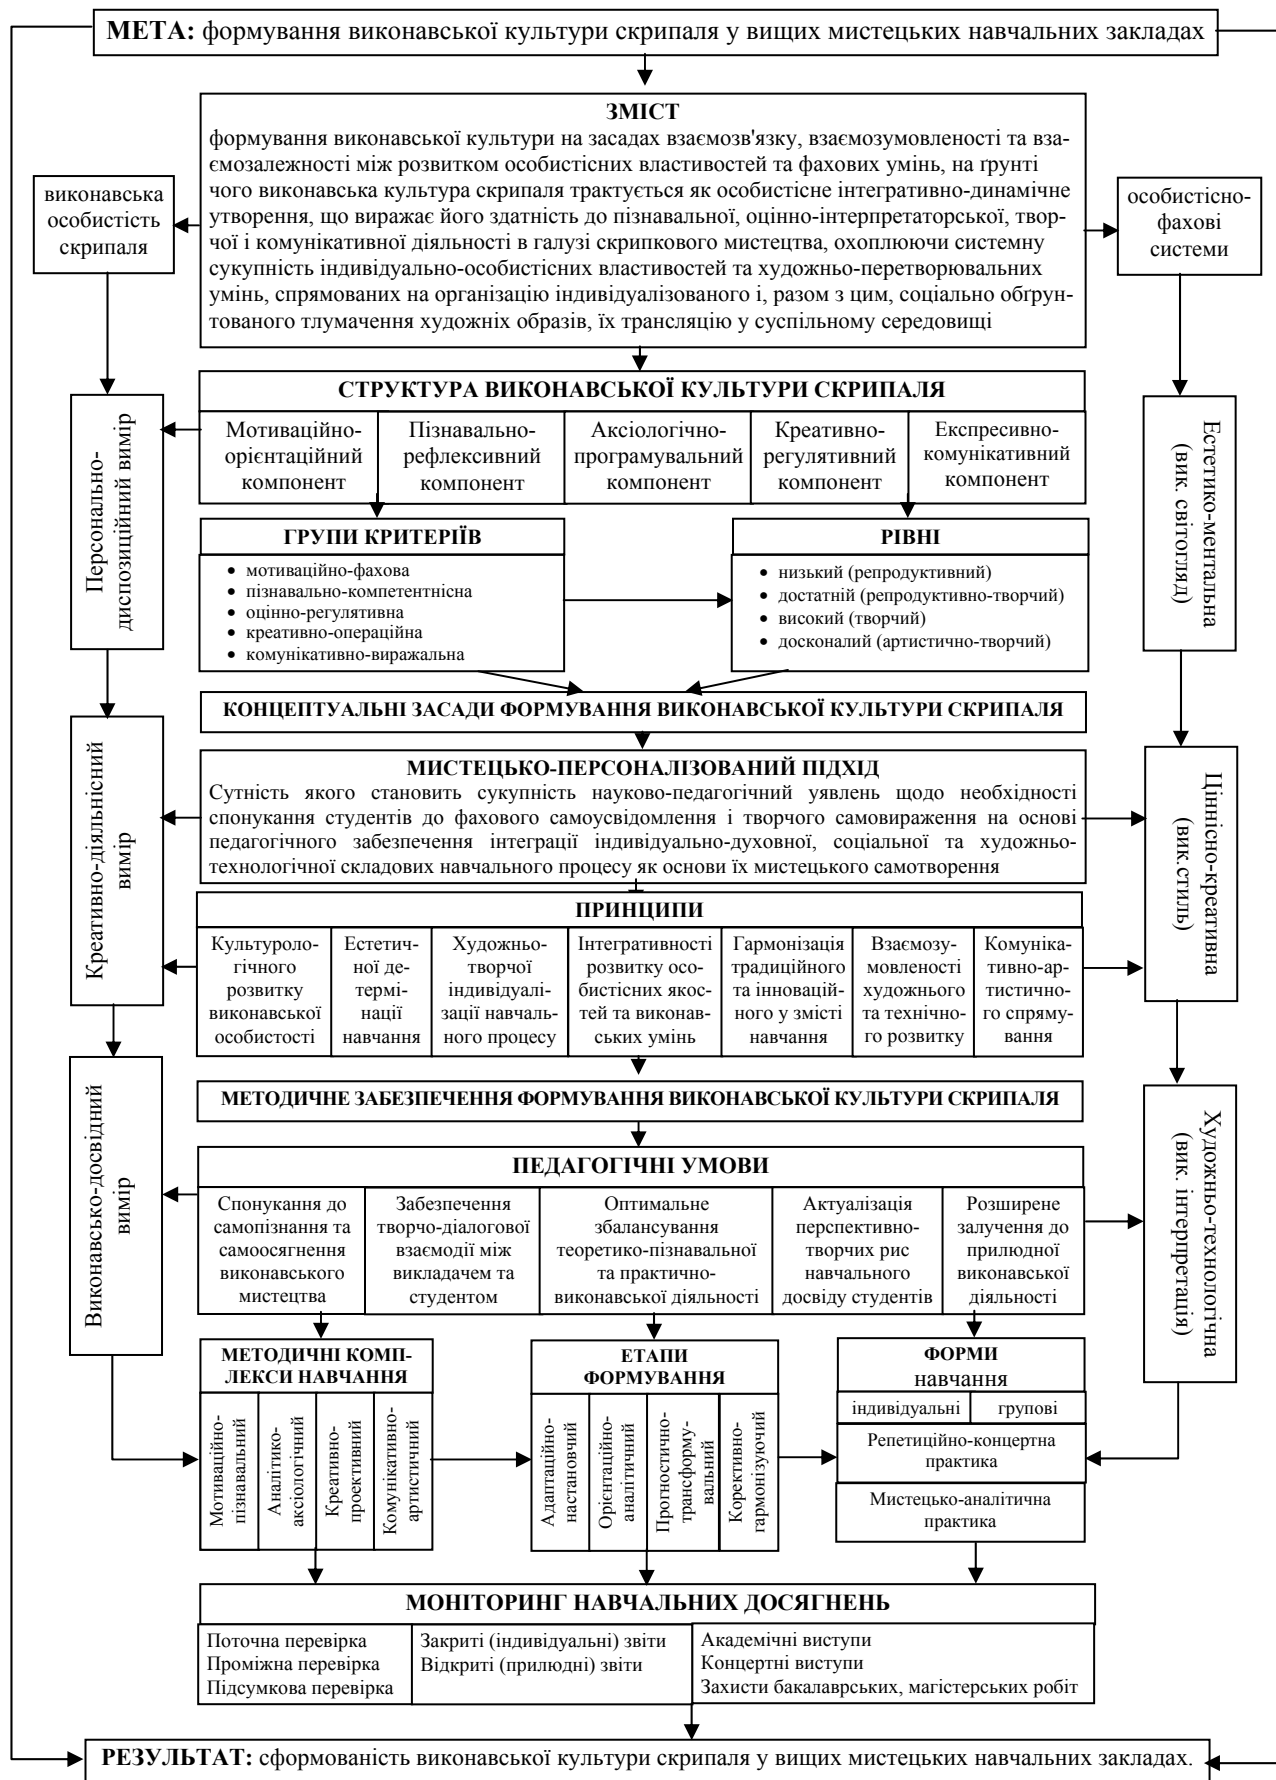 МЕТА: формування виконавської культури скрипаля у вищих мистецьких навчальних закладах
ЗМІСТ
формування виконавської культури на засадах взаємозв'язку, взаємозумовленості та вза-
ємозалежності між розвитком особистісних властивостей та фахових умінь, на ґрунті
чого виконавська культура скрипаля трактується як особистісне інтегративно-динамічне
утворення, що виражає його здатність до пізнавальної, оцінно-інтерпретаторської, твор-
чої і комунікативної діяльності в галузі скрипкового мистецтва, охоплюючи системну
сукупність індивідуально-особистісних властивостей та художньо-перетворювальних
умінь, спрямованих на організацію індивідуалізованого і, разом з цим, соціально обґрун-
тованого тлумачення художніх образів, їх трансляцію у суспільному середовищі
виконавська
особистість
скрипаля
особистісно-
фахові
системи
СТРУКТУРА ВИКОНАВСЬКОЇ КУЛЬТУРИ СКРИПАЛЯ
Мотиваційно-
орієнтаційний
компонент
Пізнавально-
рефлексивний
компонент
Аксіологічно-
програмувальний
компонент
Креативно-
регулятивний
компонент
Експресивно-
комунікативний
компонент
Персонально-
диспозиційний вимір
Естетико-ментальна
(вик. світогляд)
ГРУПИ КРИТЕРІЇВ
• мотиваційно-фахова
• пізнавально-компетентнісна
• оцінно-регулятивна
• креативно-операційна
• комунікативно-виражальна
РІВНІ
• низький (репродуктивний)
• достатній (репродуктивно-творчий)
• високий (творчий)
• досконалий (артистично-творчий)
КОНЦЕПТУАЛЬНІ ЗАСАДИ ФОРМУВАННЯ ВИКОНАВСЬКОЇ КУЛЬТУРИ СКРИПАЛЯ
МИСТЕЦЬКО-ПЕРСОНАЛІЗОВАНИЙ ПІДХІД
Сутність якого становить сукупність науково-педагогічний уявлень щодо необхідності
спонукання студентів до фахового самоусвідомлення і творчого самовираження на основі
педагогічного забезпечення інтеграції індивідуально-духовної, соціальної та художньо-
технологічної складових навчального процесу як основи їх мистецького самотворення
Креативно-діяльнісний
вимір
Ціннісно-креативна
(вик.стиль)
ПРИНЦИПИ
Культуроло-
гічного
розвитку
виконавської
особистості
Естетич-
ної де-
термі-
нації
навчання
Художньо-
творчої
індивідуалі-
зації навчаль-
ного процесу
Інтегративності
розвитку осо-
бистісних якос-
тей та виконав-
ських умінь
Гармонізація
традиційного
та інновацій-
ного у змісті
навчання
Взаємозу-
мовленості
художнього
та технічно-
го розвитку
Комуніка-
тивно-ар-
тистично-
го спряму-
вання
МЕТОДИЧНЕ ЗАБЕЗПЕЧЕННЯ ФОРМУВАННЯ ВИКОНАВСЬКОЇ КУЛЬТУРИ СКРИПАЛЯ
Виконавсько-досвідний
вимір
Художньо-технологічна
(вик. інтерпретація)
ПЕДАГОГІЧНІ УМОВИ
Спонукання до
самопізнання та
самоосягнення
виконавського
мистецтва
Забезпечення
творчо-діалогової
взаємодії між
викладачем та
студентом
Оптимальне
збалансування
теоретико-пізнавальної
та практично-
виконавської діяльності
Актуалізація
перспективно-
творчих рис
навчального
досвіду студентів
Розширене
залучення до
прилюдної
виконавської
діяльності
МЕТОДИЧНІ КОМП-
ЛЕКСИ НАВЧАННЯ
Мотиваційно-
пізнавальний
Аналітико-
аксіологічний
Креативно-
проективний
Комунікативно-
артистичний
ЕТАПИ
ФОРМУВАННЯ
Адаптаційно-
настановчий
Орієнтаційно-
аналітичний
Прогностично-
трансформу-
вальний
Корективно-
гармонізуючий
ФОРМИ
навчання
індивідуальні
групові
Репетиційно-концертна
практика
Мистецько-аналітична
практика
МОНІТОРИНГ НАВЧАЛЬНИХ ДОСЯГНЕНЬ
Поточна перевірка
Проміжна перевірка
Підсумкова перевірка
Закриті (індивідуальні) звіти
Відкриті (прилюдні) звіти
Академічні виступи
Концертні виступи
Захисти бакалаврських, магістерських робіт
РЕЗУЛЬТАТ: сформованість виконавської культури скрипаля у вищих мистецьких навчальних закладах.